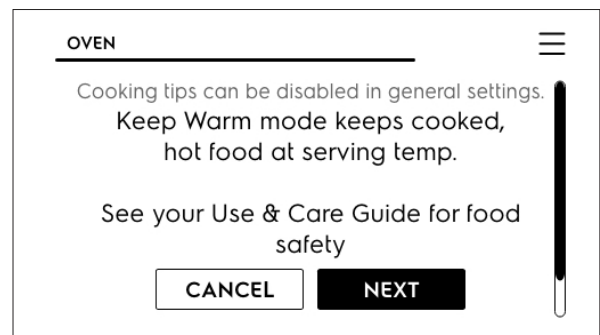 OVEN
Cooking tips can be disabled in general settings.
Keep Warm mode keeps cooked,
hot food at serving temp.
See your Use & Care Guide for food
safety
CANCEL NEXT